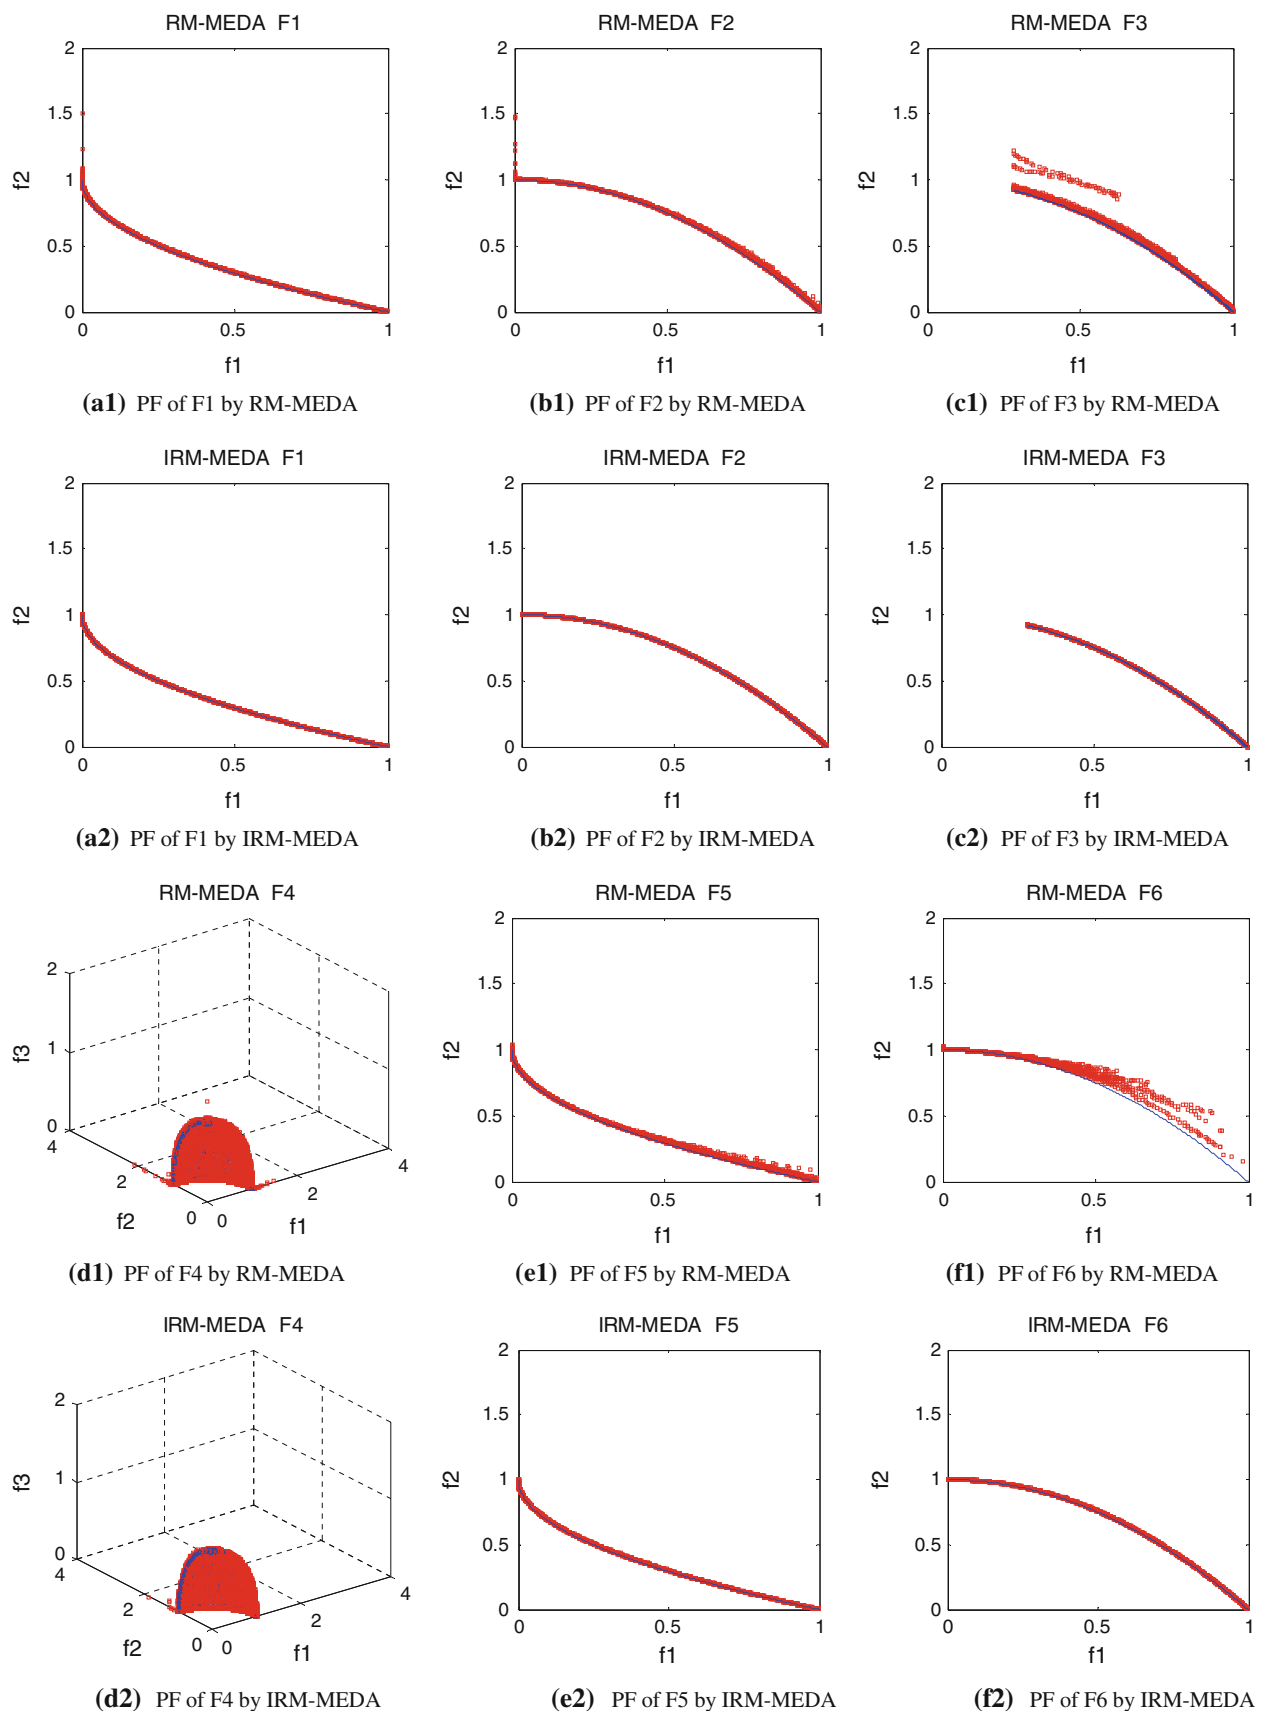 RM-MEDA F1
2
1.5
1
0.5
0
f2
0 0.5 1
f1
(a1) PF of F1 by RM-MEDA
RM-MEDA F2
2
1.5
1
0.5
0
f2
0 0.5 1
f1
(b1) PF of F2 by RM-MEDA
RM-MEDA F3
2
1.5
1
0.5
0
f2
0 0.5 1
f1
(c1) PF of F3 by RM-MEDA
IRM-MEDA F1
2
1.5
1
0.5
0
f2
0 0.5 1
f1
(a2) PF of F1 by IRM-MEDA
IRM-MEDA F2
2
1.5
1
0.5
0
f2
0 0.5 1
f1
(b2) PF of F2 by IRM-MEDA
IRM-MEDA F3
2
1.5
1
0.5
0
f2
0 0.5 1
f1
(c2) PF of F3 by IRM-MEDA
RM-MEDA F4
2
1
0
f3
4
2
0
f2
0
2
4
f1
(d1) PF of F4 by RM-MEDA
RM-MEDA F5
2
1.5
1
0.5
0
f2
0 0.5 1
f1
(e1) PF of F5 by RM-MEDA
RM-MEDA F6
2
1.5
1
0.5
0
f2
0 0.5 1
f1
(f1) PF of F6 by RM-MEDA
IRM-MEDA F4
2
1
0
f3
4
2
0
f2
0
2
4
f1
(d2) PF of F4 by IRM-MEDA
IRM-MEDA F5
2
1.5
1
0.5
0
f2
0 0.5 1
f1
(e2) PF of F5 by IRM-MEDA
IRM-MEDA F6
2
1.5
1
0.5
0
f2
0 0.5 1
f1
(f2) PF of F6 by IRM-MEDA